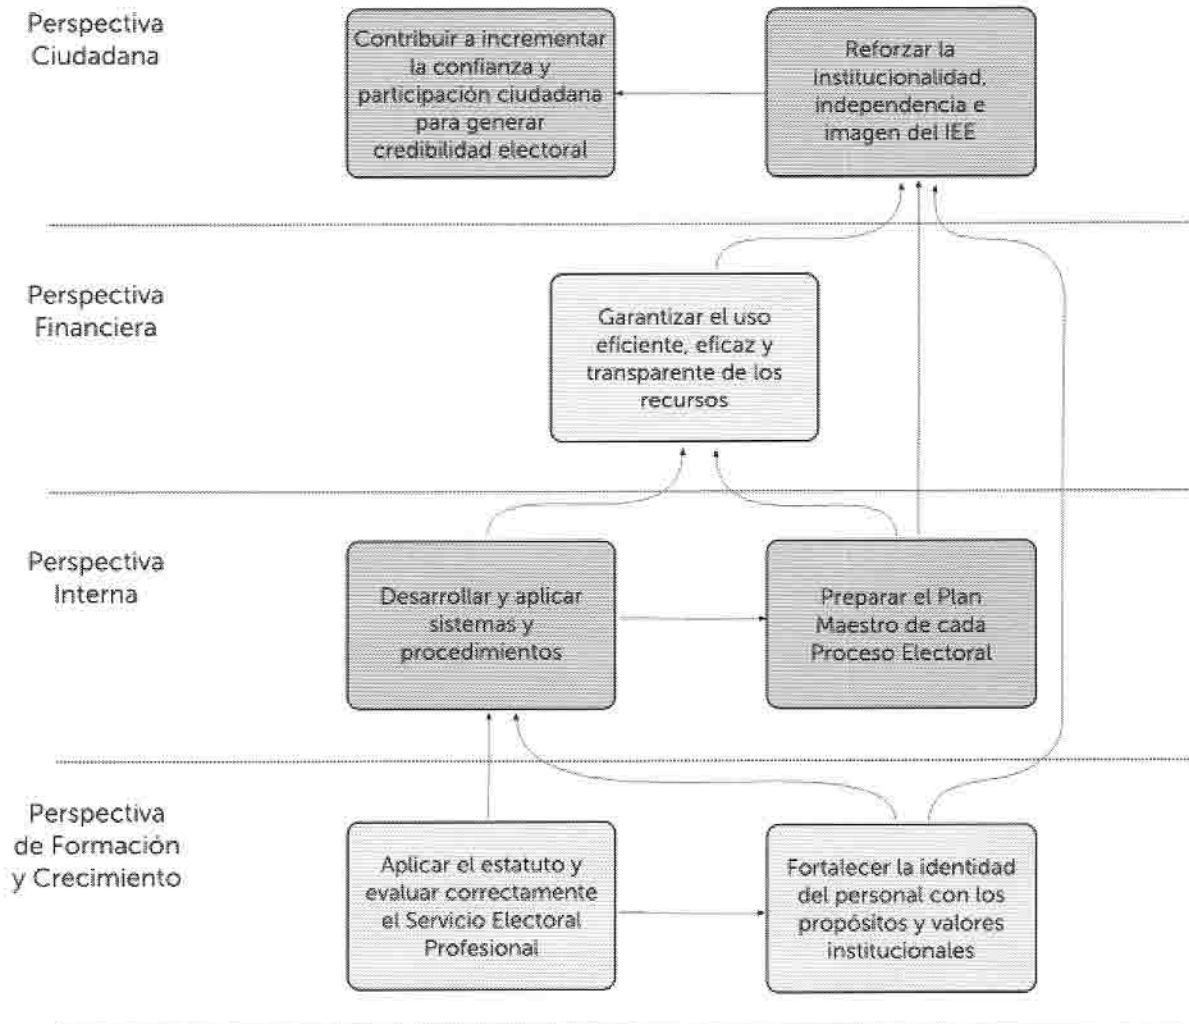 Perspectiva
Ciudadana
Contribuir a incrementar
la confianza y
participación ciudadana
para generar
credibilidad electoral
Reforzar la
institucionalidad,
independencia e
imagen del IEE
Perspectiva
Financiera
Garantizar el uso
eficiente, eficaz y
transparente de los
recursos
Perspectiva
Interna
Desarrollar y aplicar
sistemas y
procedimientos
Preparar el Plan
Maestro de cada
Proceso Electoral
Perspectiva
de Formación
y Crecimiento
Aplicar el estatuto y
evaluar correctamente
el Servicio Electoral
Profesional
Fortalecer la identidad
del personal con los
propósitos y valores
institucionales